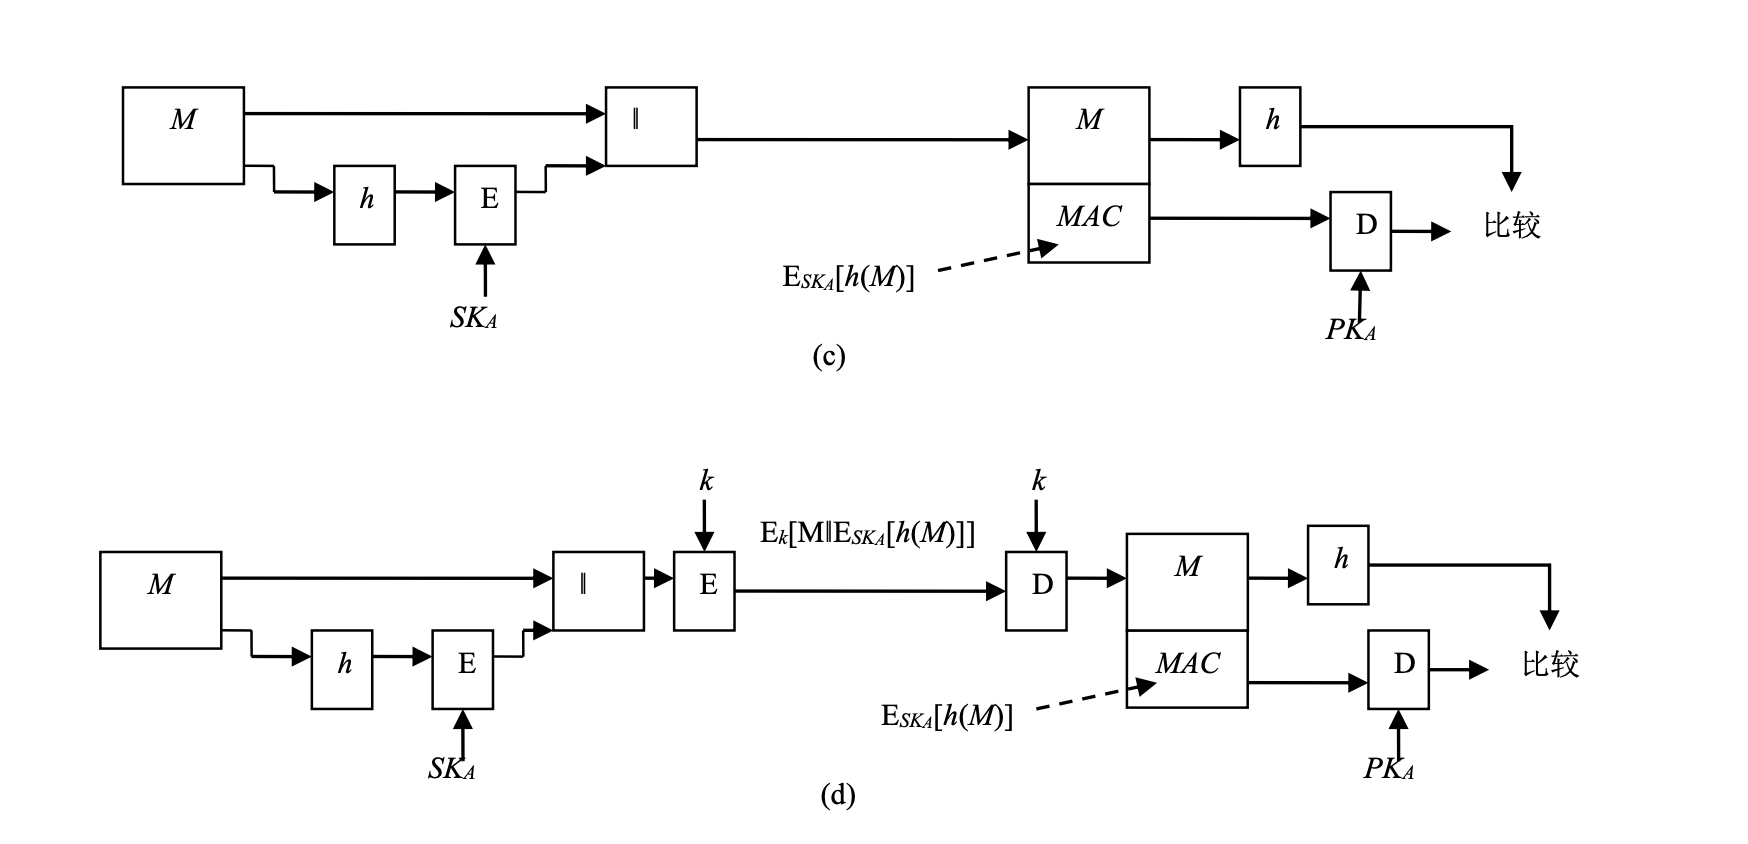 M ‖ M h
h E MAC D 比较
E_{SK_A}[h(M)]
SK_A PK_A
(c)
k k
E_k[M‖E_{SK_A}[h(M)]]
M ‖ E D M h
h E MAC D 比较
E_{SK_A}[h(M)]
SK_A PK_A
(d)